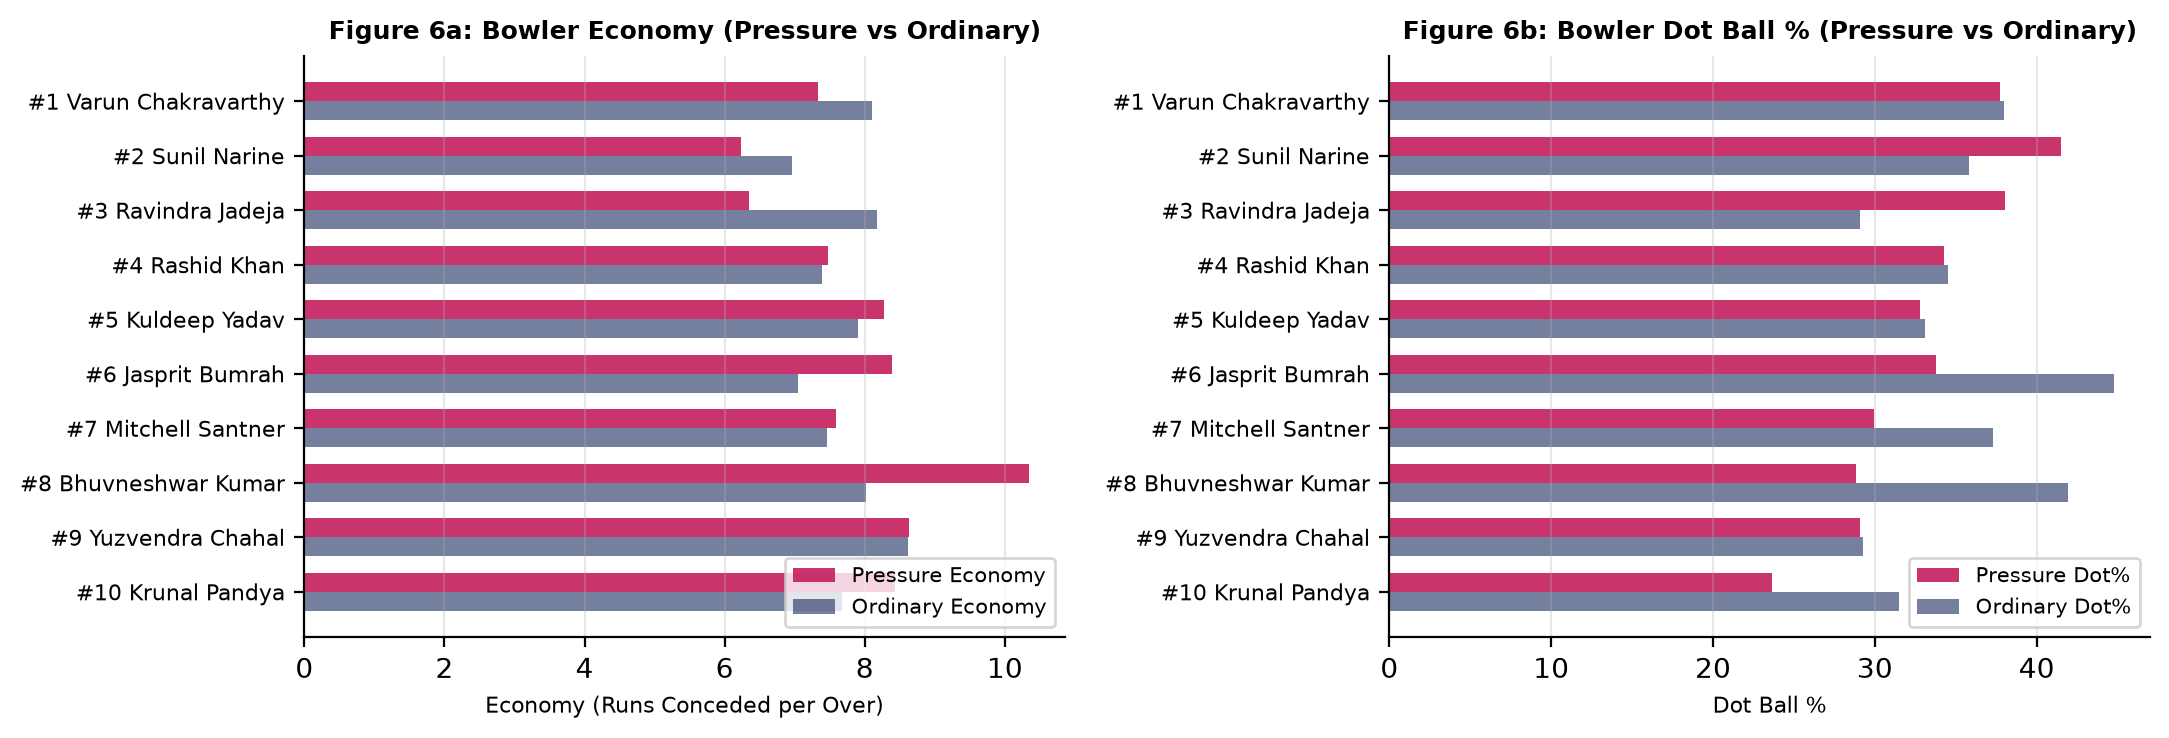 Figure 6a: Bowler Economy (Pressure vs Ordinary)
#1 Varun Chakravarthy
#2 Sunil Narine
#3 Ravindra Jadeja
#4 Rashid Khan
#5 Kuldeep Yadav
#6 Jasprit Bumrah
#7 Mitchell Santner
#8 Bhuvneshwar Kumar
#9 Yuzvendra Chahal
#10 Krunal Pandya
Pressure Economy
Ordinary Economy
0 2 4 6 8 10
Economy (Runs Conceded per Over)
Figure 6b: Bowler Dot Ball % (Pressure vs Ordinary)
#1 Varun Chakravarthy
#2 Sunil Narine
#3 Ravindra Jadeja
#4 Rashid Khan
#5 Kuldeep Yadav
#6 Jasprit Bumrah
#7 Mitchell Santner
#8 Bhuvneshwar Kumar
#9 Yuzvendra Chahal
#10 Krunal Pandya
Pressure Dot%
Ordinary Dot%
0 10 20 30 40
Dot Ball %